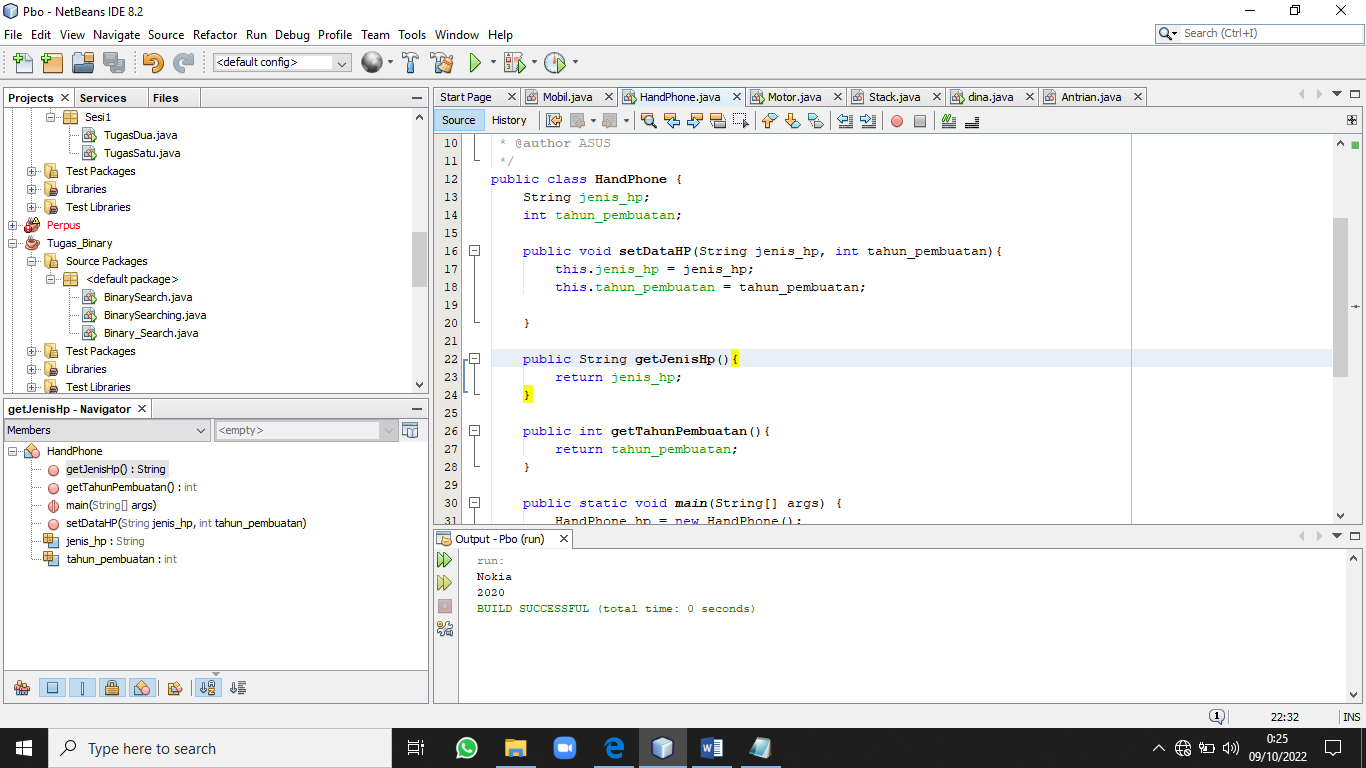 Pbo - NetBeans IDE 8.2
File Edit View Navigate Source Refactor Run Debug Profile Team Tools Window Help
Search (Ctrl+I)
<default config>
Projects Services Files
Sesi1
TugasDua.java
TugasSatu.java
Test Packages
Libraries
Test Libraries
Perpus
Tugas_Binary
Source Packages
<default package>
BinarySearch.java
BinarySearching.java
Binary_Search.java
Test Packages
Libraries
Test Libraries
getJenisHp - Navigator
Members <empty>
HandPhone
getJenisHp() : String
getTahunPembuatan() : int
main(String[] args)
setDataHP(String jenis_hp, int tahun_pembuatan)
jenis_hp : String
tahun_pembuatan : int
Start Page Mobil.java HandPhone.java Motor.java Stack.java dina.java Antrian.java
Source History
10 * @author ASUS
11 */
12 public class HandPhone {
13 String jenis_hp;
14 int tahun_pembuatan;
15
16 public void setDataHP(String jenis_hp, int tahun_pembuatan){
17 this.jenis_hp = jenis_hp;
18 this.tahun_pembuatan = tahun_pembuatan;
19
20 }
21
22 public String getJenisHp(){
23 return jenis_hp;
24 }
25
26 public int getTahunPembuatan(){
27 return tahun_pembuatan;
28 }
29
30 public static void main(String[] args) {
31 HandPhone hp = new HandPhone();
Output - Pbo (run)
run:
Nokia
2020
BUILD SUCCESSFUL (total time: 0 seconds)
1 22:32 INS
Type here to search
0:25
09/10/2022